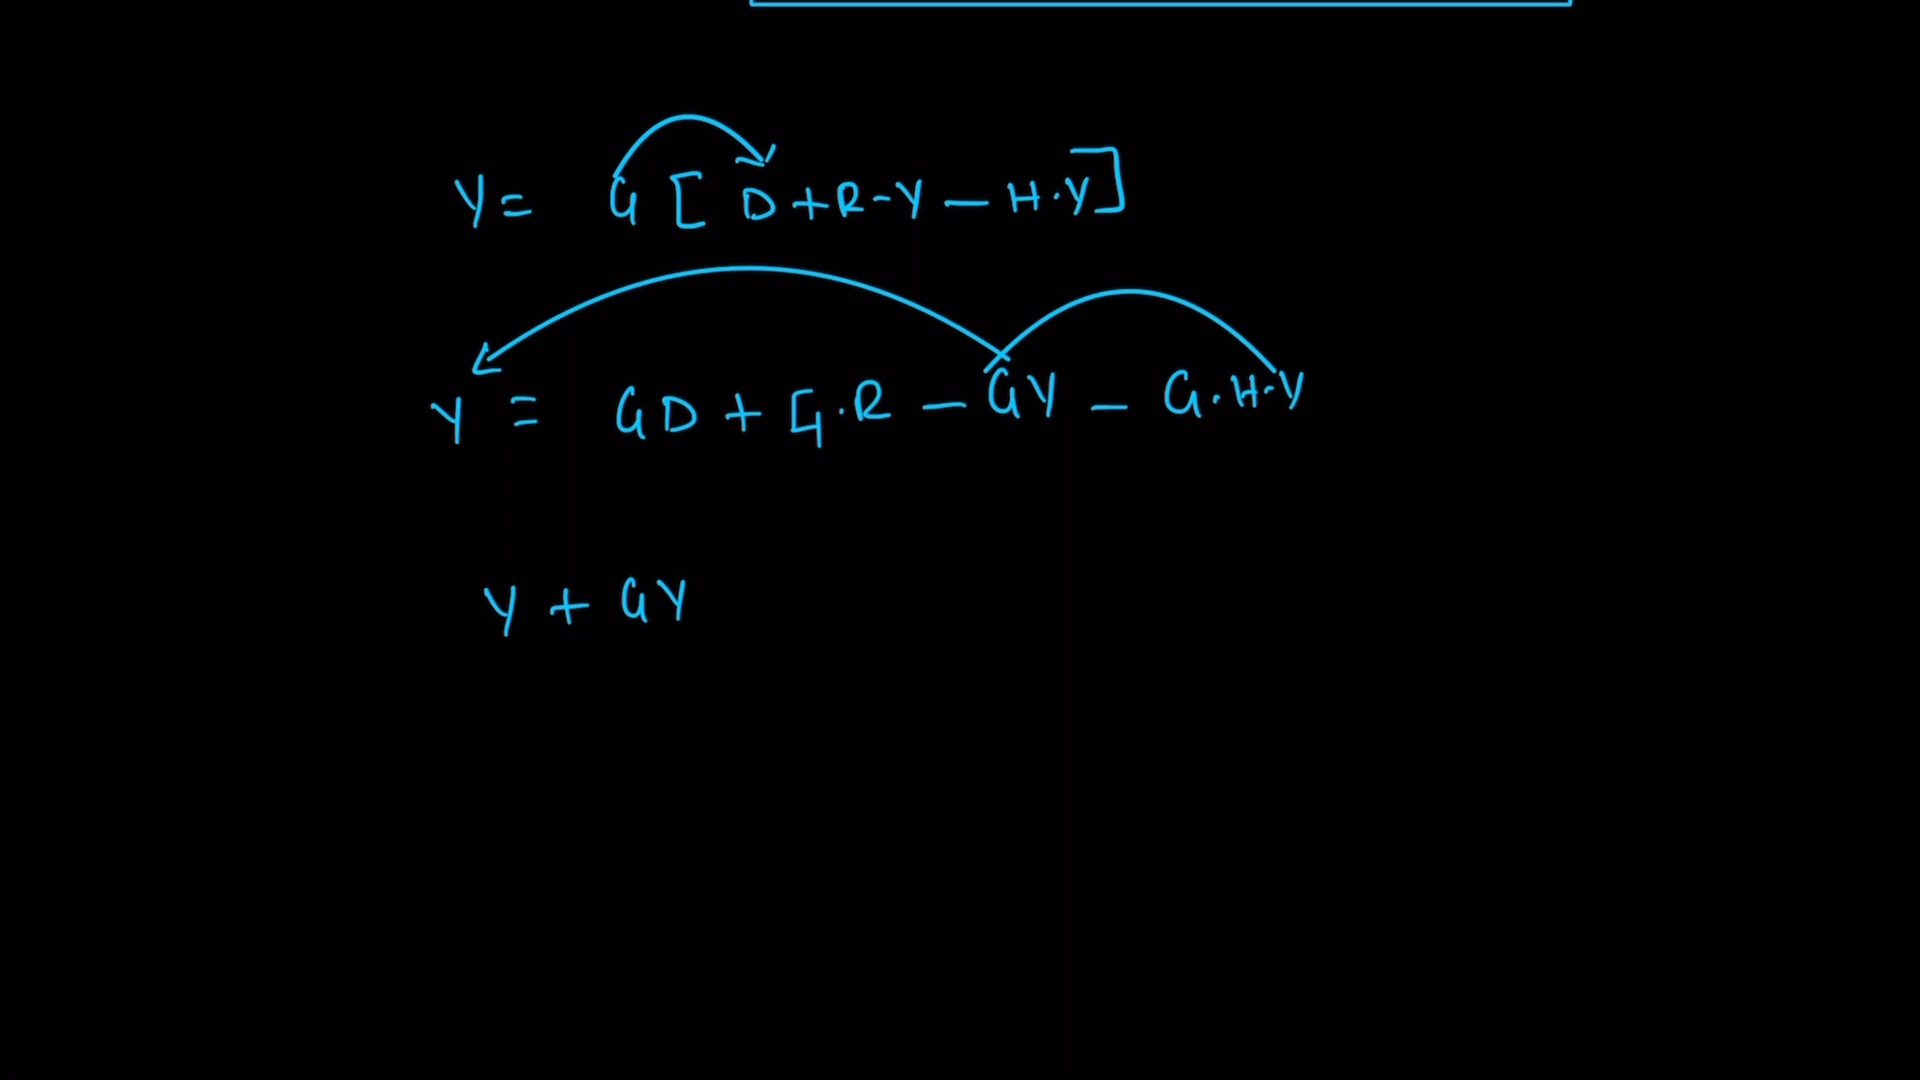 Y = G [ D + R - Y - H.Y ]
Y = GD + G.R - GY - G.H.Y
Y + GY